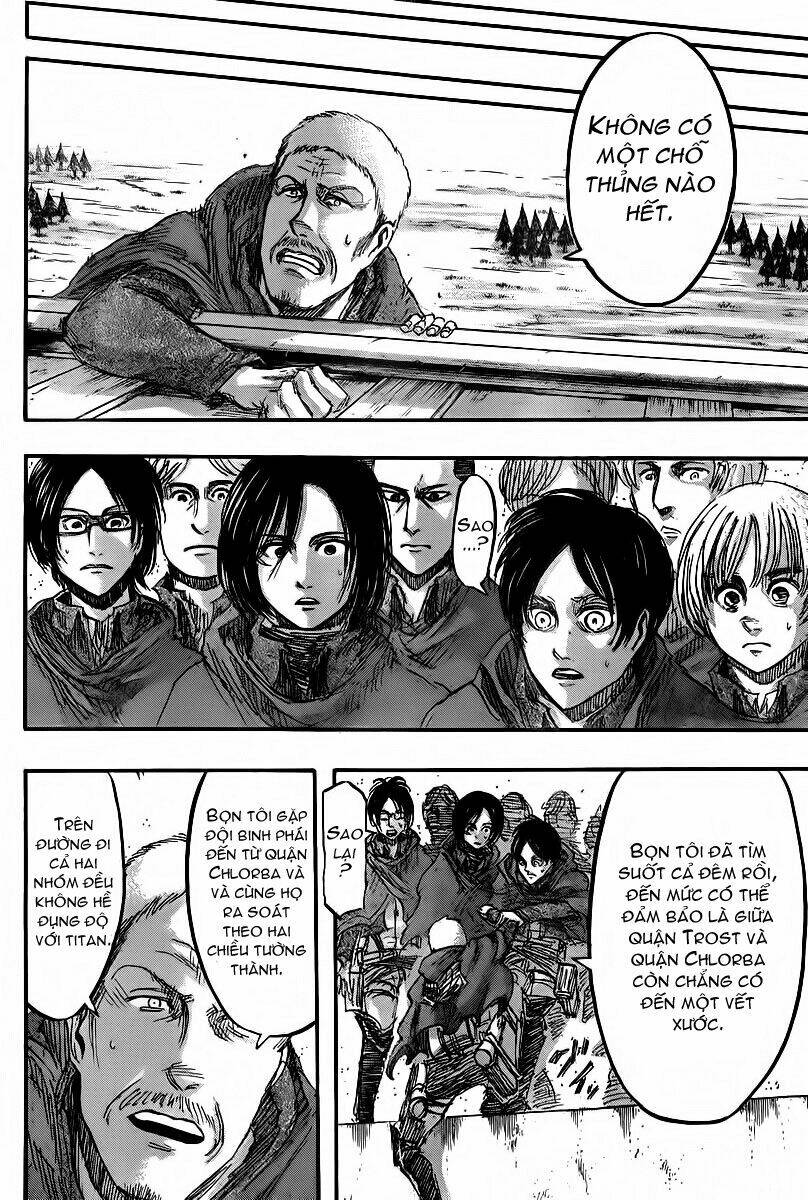 KHÔNG CÓ
MỘT CHỖ
THỦNG NÀO
HẾT.
SAO
....?
BỌN TÔI ĐÃ TÌM
SUỐT CẢ ĐÊM RỒI,
ĐẾN MỨC CÓ THỂ
ĐẢM BẢO LÀ GIỮA
QUẬN TROST VÀ
QUẬN CHLORBA
CÒN CHẲNG CÓ
ĐẾN MỘT VẾT
XƯỚC.
SAO LẠI
?
BỌN TÔI GẶP
ĐỘI BINH PHÁI
ĐẾN TỪ QUẬN
CHLORBA VÀ
VÀ CÙNG HỌ
RA SOÁT
THEO HAI
CHIỀU TƯỜNG
THÀNH.
TRÊN
ĐƯỜNG ĐI
CẢ HAI
NHÓM ĐỀU
KHÔNG HỀ
ĐỤNG ĐỘ
VỚI TITAN.